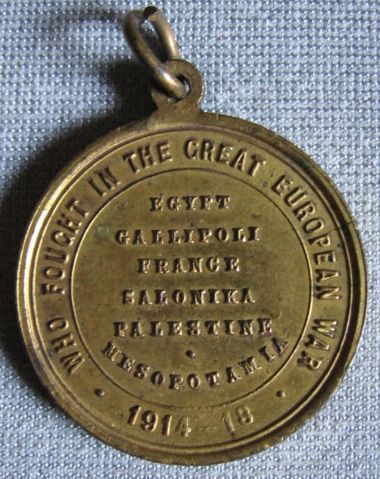 WHO FOUGHT IN THE GREAT EUROPEAN WAR
EGYPT
GALLIPOLI
FRANCE
SALONIKA
PALESTINE
MESOPOTAMIA
1914-18